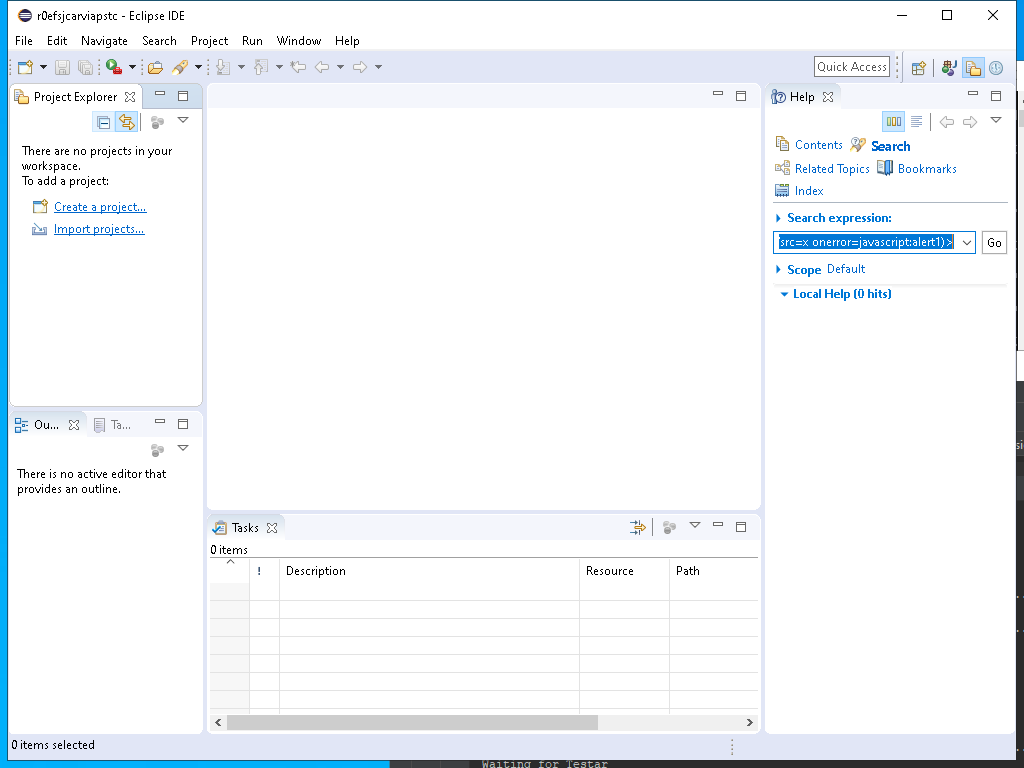 r0efsjcarviapstc - Eclipse IDE
File Edit Navigate Search Project Run Window Help
Quick Access
Project Explorer
There are no projects in your
workspace.
To add a project:
Create a project...
Import projects...
Ou...
Ta...
There is no active editor that
provides an outline.
Tasks
0 items
! Description Resource Path
0 items selected
Help
Contents
Search
Related Topics
Bookmarks
Index
Search expression:
src=x onerror=javascript:alert1)>
Go
Scope Default
Local Help (0 hits)
si
Waiting for Testar